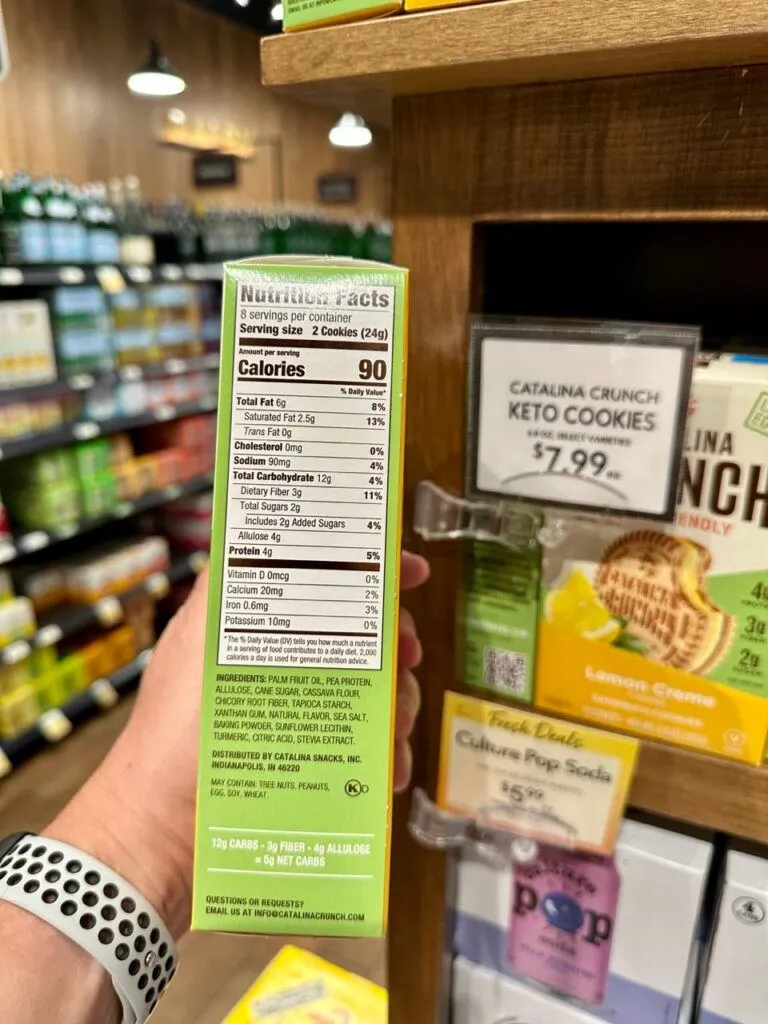 Nutrition Facts
8 servings per container
Serving size 2 Cookies (24g)
Amount per serving
Calories 90
% Daily Value*
Total Fat 6g 8%
Saturated Fat 2.5g 13%
Trans Fat 0g
Cholesterol 0mg 0%
Sodium 90mg 4%
Total Carbohydrate 12g 4%
Dietary Fiber 3g 11%
Total Sugars 2g
Includes 2g Added Sugars 4%
Allulose 4g
Protein 4g 5%
Vitamin D 0mcg 0%
Calcium 20mg 2%
Iron 0.6mg 3%
Potassium 10mg 0%
*The % Daily Value (DV) tells you how much a nutrient
in a serving of food contributes to a daily diet. 2,000
calories a day is used for general nutrition advice.
INGREDIENTS: PALM FRUIT OIL, PEA PROTEIN,
ALLULOSE, CANE SUGAR, CASSAVA FLOUR,
CHICORY ROOT FIBER, TAPIOCA STARCH,
XANTHAN GUM, NATURAL FLAVOR, SEA SALT,
BAKING POWDER, SUNFLOWER LECITHIN,
TURMERIC, CITRIC ACID, STEVIA EXTRACT.
DISTRIBUTED BY CATALINA SNACKS, INC.
INDIANAPOLIS, IN 46220
MAY CONTAIN: TREE NUTS, PEANUTS,
EGG, SOY, WHEAT.
K D
12g CARBS - 3g FIBER - 4g ALLULOSE
= 5g NET CARBS
QUESTIONS OR REQUESTS?
EMAIL US AT INFO@CATALINACRUNCH.COM
CATALINA CRUNCH
KETO COOKIES
SELECT VARIETIES
$7.99 EA.
LINA
NCH
ENDLY
4g
3g
2g
SUGAR
Lemon Creme
Fresh Deals
Culture Pop Soda
$5.99
pop